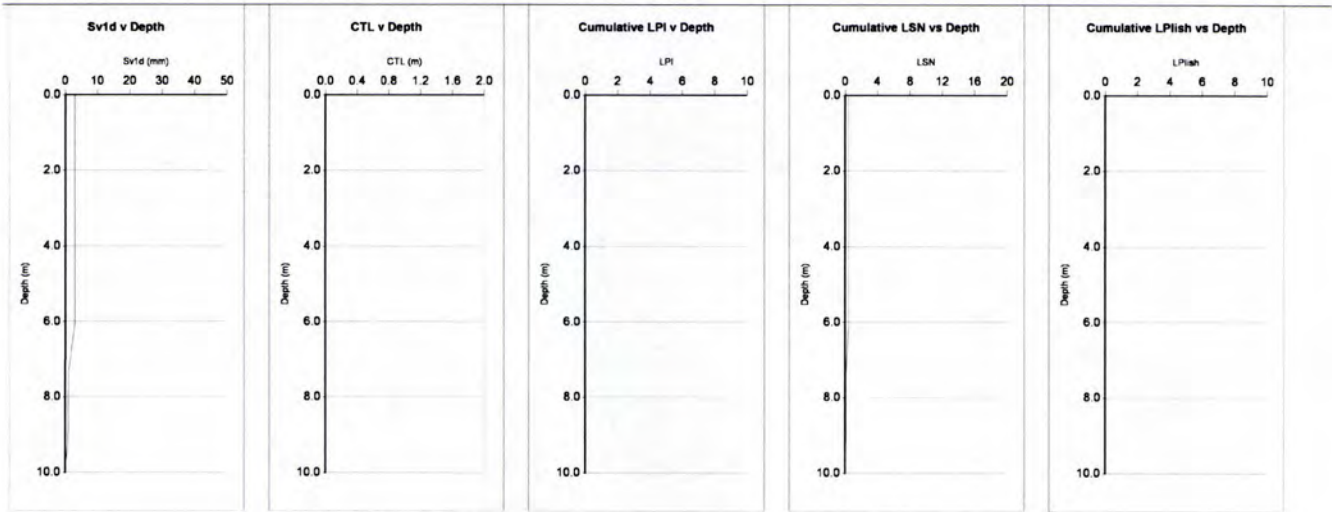 Sv1d v Depth
Sv1d (mm)
0 10 20 30 40 50
0.0
2.0
4.0
6.0
8.0
10.0
Depth (m)
CTL v Depth
CTL (m)
0.0 0.4 0.8 1.2 1.6 2.0
0.0
2.0
4.0
6.0
8.0
10.0
Depth (m)
Cumulative LPI v Depth
LPI
0 2 4 6 8 10
0.0
2.0
4.0
6.0
8.0
10.0
Depth (m)
Cumulative LSN vs Depth
LSN
0 4 8 12 16 20
0.0
2.0
4.0
6.0
8.0
10.0
Depth (m)
Cumulative LPIish vs Depth
LPIish
0 2 4 6 8 10
0.0
2.0
4.0
6.0
8.0
10.0
Depth (m)